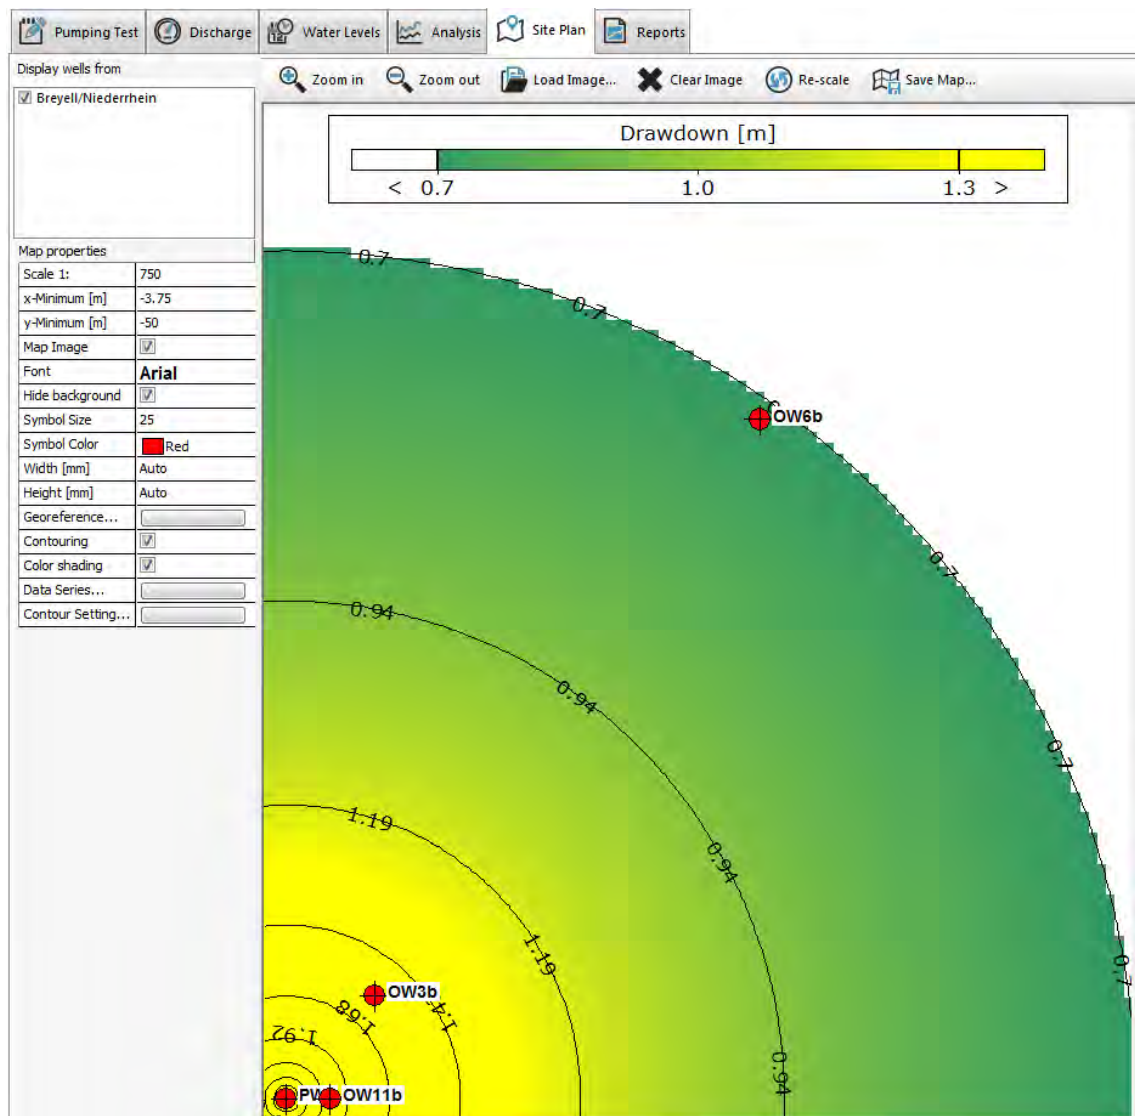 Pumping Test Discharge Water Levels Analysis Site Plan Reports
Display wells from
Zoom in Zoom out Load Image... Clear Image Re-scale Save Map...
Breyell/Niederrhein
Drawdown [m]
< 0.7 1.0 1.3 >
Map properties
Scale 1: 750
x-Minimum [m] -3.75
y-Minimum [m] -50
Map Image
Font Arial
Hide background
Symbol Size 25
Symbol Color Red
Width [mm] Auto
Height [mm] Auto
Georeference...
Contouring
Color shading
Data Series...
Contour Setting...
0.7
0.7
OW6b
0.7
0.94
0.94
0.7
1.19
0.94
1.19
0.7
OW3b
1.68
1.92
0.94
OW11b